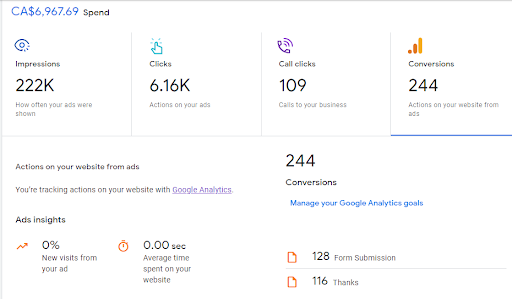 CA$6,967.69 Spend
Impressions
222K
How often your ads were
shown
Clicks
6.16K
Actions on your ads
Call clicks
109
Calls to your business
Conversions
244
Actions on your website from
ads
Actions on your website from ads
You're tracking actions on your website with Google Analytics.
Ads insights
0%
New visits from
your ad
0.00 sec
Average time
spent on your
website
244
Conversions
Manage your Google Analytics goals
128 Form Submission
116 Thanks